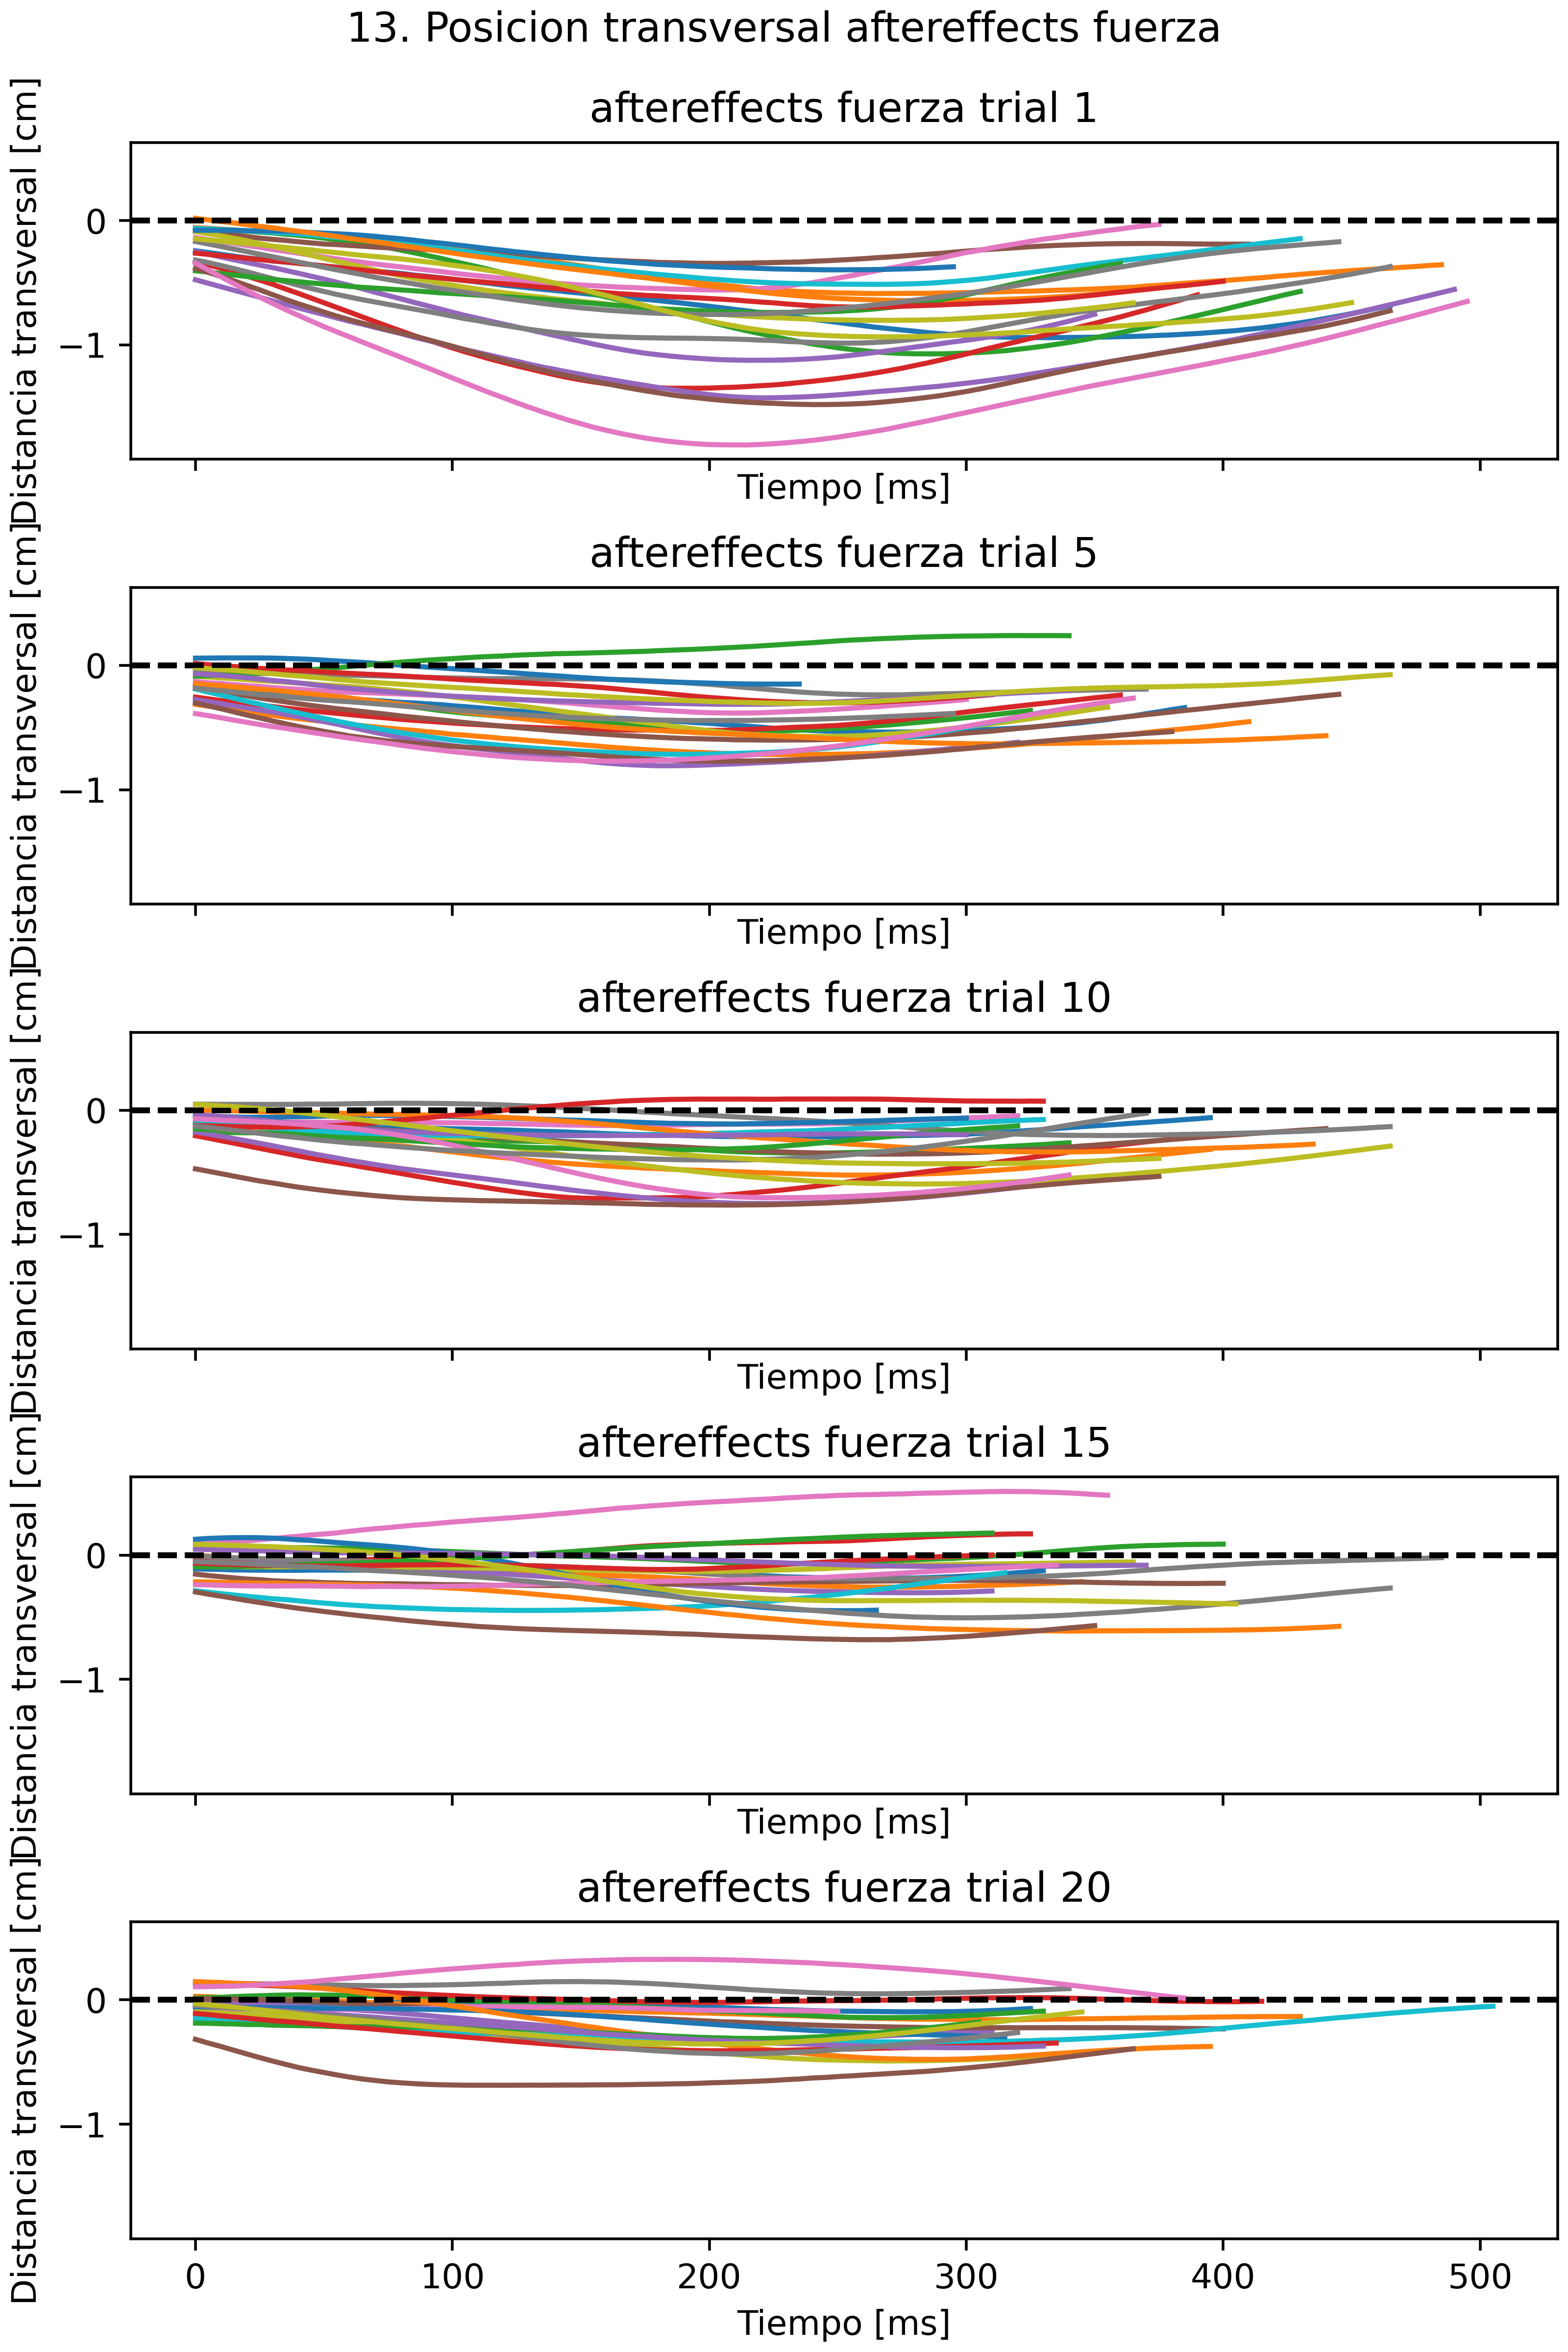 13. Posicion transversal aftereffects fuerza
aftereffects fuerza trial 1
Distancia transversal [cm]
0
−1
Tiempo [ms]
aftereffects fuerza trial 5
Distancia transversal [cm]
0
−1
Tiempo [ms]
aftereffects fuerza trial 10
Distancia transversal [cm]
0
−1
Tiempo [ms]
aftereffects fuerza trial 15
Distancia transversal [cm]
0
−1
Tiempo [ms]
aftereffects fuerza trial 20
Distancia transversal [cm]
0
−1
0 100 200 300 400 500
Tiempo [ms]